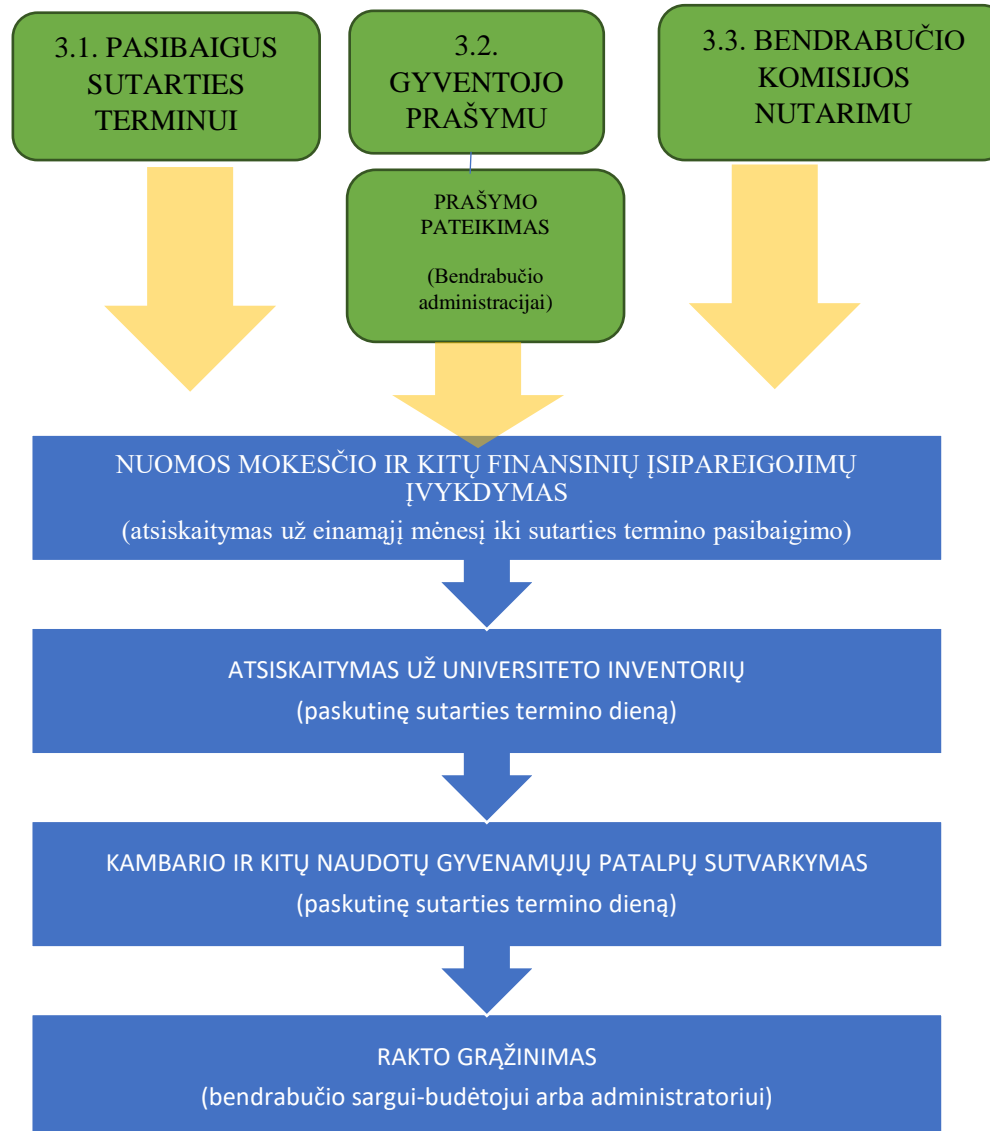 3.1. PASIBAIGUS
SUTARTIES
TERMINUI
3.2.
GYVENTOJO
PRAŠYMU
3.3. BENDRABUČIO
KOMISIJOS
NUTARIMU
PRAŠYMO
PATEIKIMAS
(Bendrabučio
administracijai)
NUOMOS MOKESČIO IR KITŲ FINANSINIŲ ĮSIPAREIGOJIMŲ
ĮVYKDYMAS
(atsiskaitymas už einamąjį mėnesį iki sutarties termino pasibaigimo)
ATSISKAITYMAS UŽ UNIVERSITETO INVENTORIŲ
(paskutinę sutarties termino dieną)
KAMBARIO IR KITŲ NAUDOTŲ GYVENAMŲJŲ PATALPŲ SUTVARKYMAS
(paskutinę sutarties termino dieną)
RAKTO GRĄŽINIMAS
(bendrabučio sargui-budėtojui arba administratoriui)